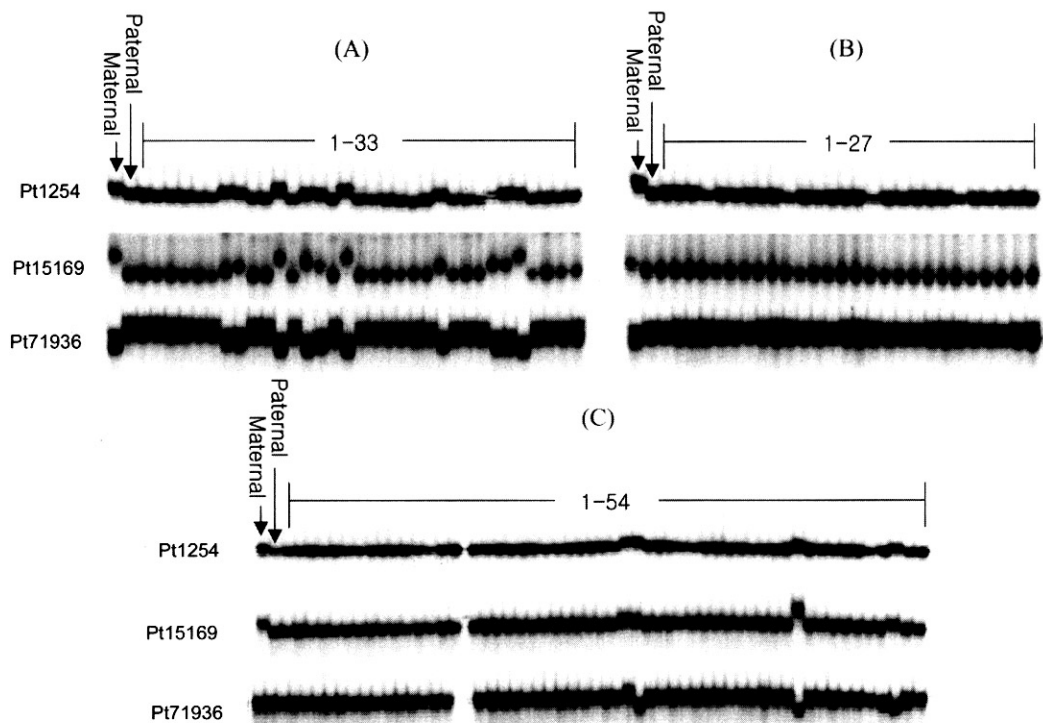 (A)
Paternal
Maternal
1-33
Pt1254
Pt15169
Pt71936
(B)
Paternal
Maternal
1-27
(C)
Paternal
Maternal
1-54
Pt1254
Pt15169
Pt71936